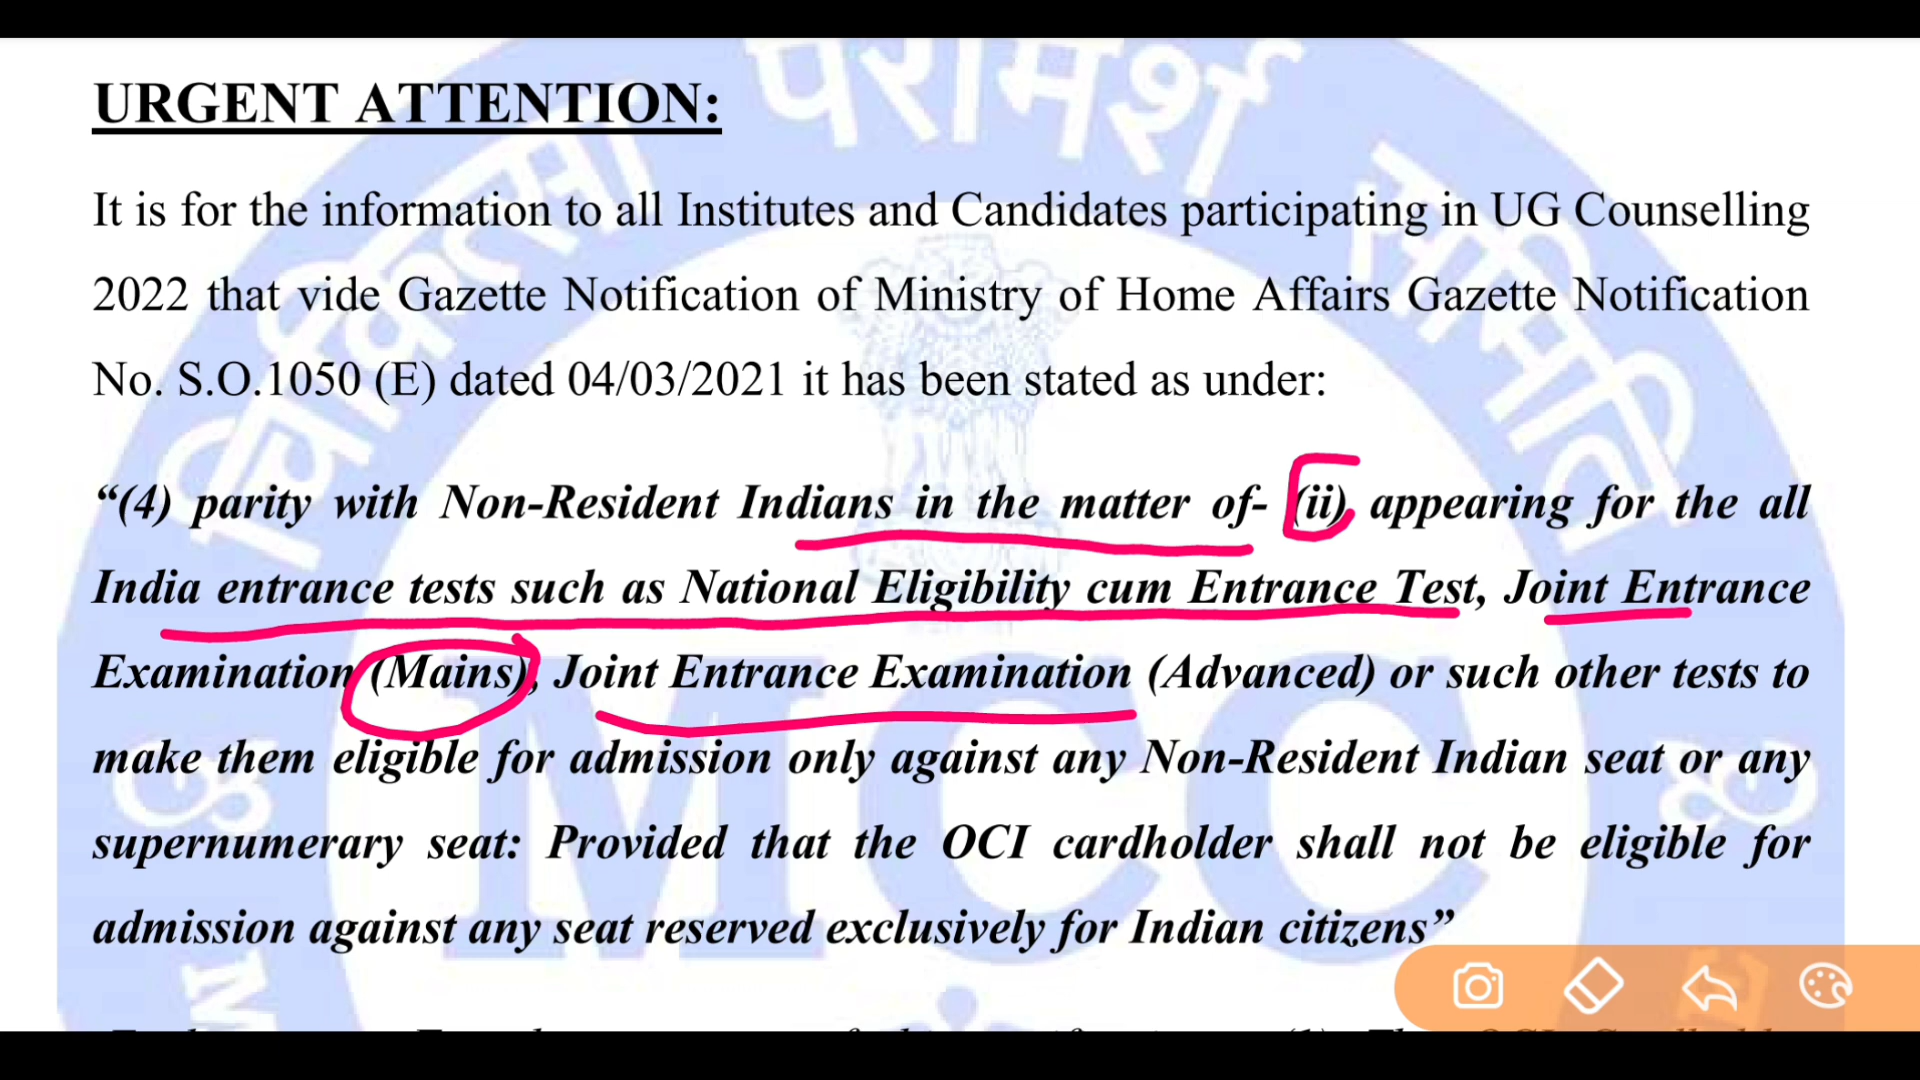 URGENT ATTENTION:
It is for the information to all Institutes and Candidates participating in UG Counselling
2022 that vide Gazette Notification of Ministry of Home Affairs Gazette Notification
No. S.O.1050 (E) dated 04/03/2021 it has been stated as under:
“(4) parity with Non-Resident Indians in the matter of- (ii) appearing for the all
India entrance tests such as National Eligibility cum Entrance Test, Joint Entrance
Examination (Mains), Joint Entrance Examination (Advanced) or such other tests to
make them eligible for admission only against any Non-Resident Indian seat or any
supernumerary seat: Provided that the OCI cardholder shall not be eligible for
admission against any seat reserved exclusively for Indian citizens”
चिकित्सा परामर्श समिति
MCC
M